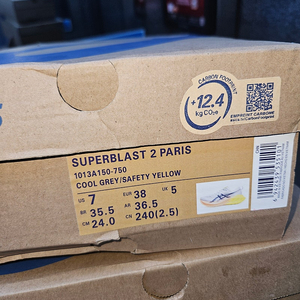 S
CARBON FOOTPRINT
+12.4
kg CO₂e
EMPREINT CARBONE
SUPERBLAST 2 PARIS
1013A150-750
COOL GREY/SAFETY YELLOW
US 7 EUR 38 UK 5
BR 35.5 AR 36.5
CM 24.0 CN 240(2.5)